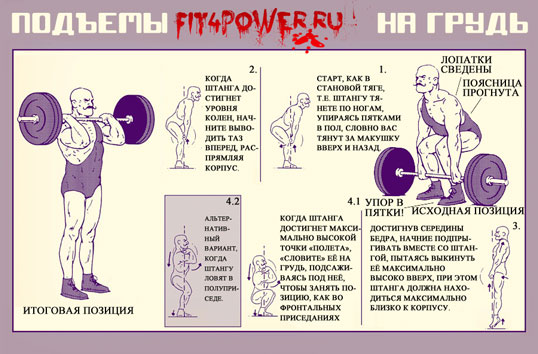 ПОДЪЕМЫ FIT4POWER.RU НА ГРУДЬ
ЛОПАТКИ
СВЕДЕНЫ
ПОЯСНИЦА
ПРОГНУТА
1.
СТАРТ, КАК В
СТАНОВОЙ ТЯГЕ,
Т.Е. ШТАНГУ ТЯ-
НЕТЕ ПО НОГАМ,
УПИРАЯСЬ ПЯТКАМИ
В ПОЛ, СЛОВНО ВАС
ТЯНУТ ЗА МАКУШКУ
ВВЕРХ И НАЗАД.
УПОР В
ПЯТКИ!
ИСХОДНАЯ ПОЗИЦИЯ
2.
КОГДА
ШТАНГА ДО-
СТИГНЕТ
УРОВНЯ
КОЛЕН, НАЧ-
НИТЕ ВЫВО-
ДИТЬ ТАЗ
ВПЕРЕД, РАС-
ПРЯМЛЯЯ
КОРПУС.
3.
ДОСТИГНУВ СЕРЕДИНЫ
БЕДРА, НАЧНИЕ ПОДПРЫ-
ГИВАТЬ ВМЕСТЕ СО ШТАН-
ГОЙ, ПЫТАЯСЬ ВЫКИНУТЬ
ЕЁ МАКСИМАЛЬНО
ВЫСОКО ВВЕРХ, ПРИ ЭТОМ
ШТАНГА ДОЛЖНА НАХО-
ДИТЬСЯ МАКСИМАЛЬНО
БЛИЗКО К КОРПУСУ.
4.1
КОГДА ШТАНГА
ДОСТИГНЕТ МАКСИ-
МАЛЬНО ВЫСОКОЙ
ТОЧКИ "ПОЛЕТА",
«СЛОВИТЕ» ЕЁ НА
ГРУДЬ, ПОДСАЖИ-
ВАЯСЬ ПОД НЕЁ,
ЧТОБЫ ЗАНЯТЬ ПО-
ЗИЦИЮ, КАК ВО
ФРОНТАЛЬНЫХ
ПРИСЕДАНИЯХ
4.2
АЛЬТЕР-
НАТИВ-
НЫЙ
ВАРИАНТ,
КОГДА
ШТАНГУ
ЛОВЯТ В
ПОЛУПРИ-
СЕДЕ.
ИТОГОВАЯ ПОЗИЦИЯ